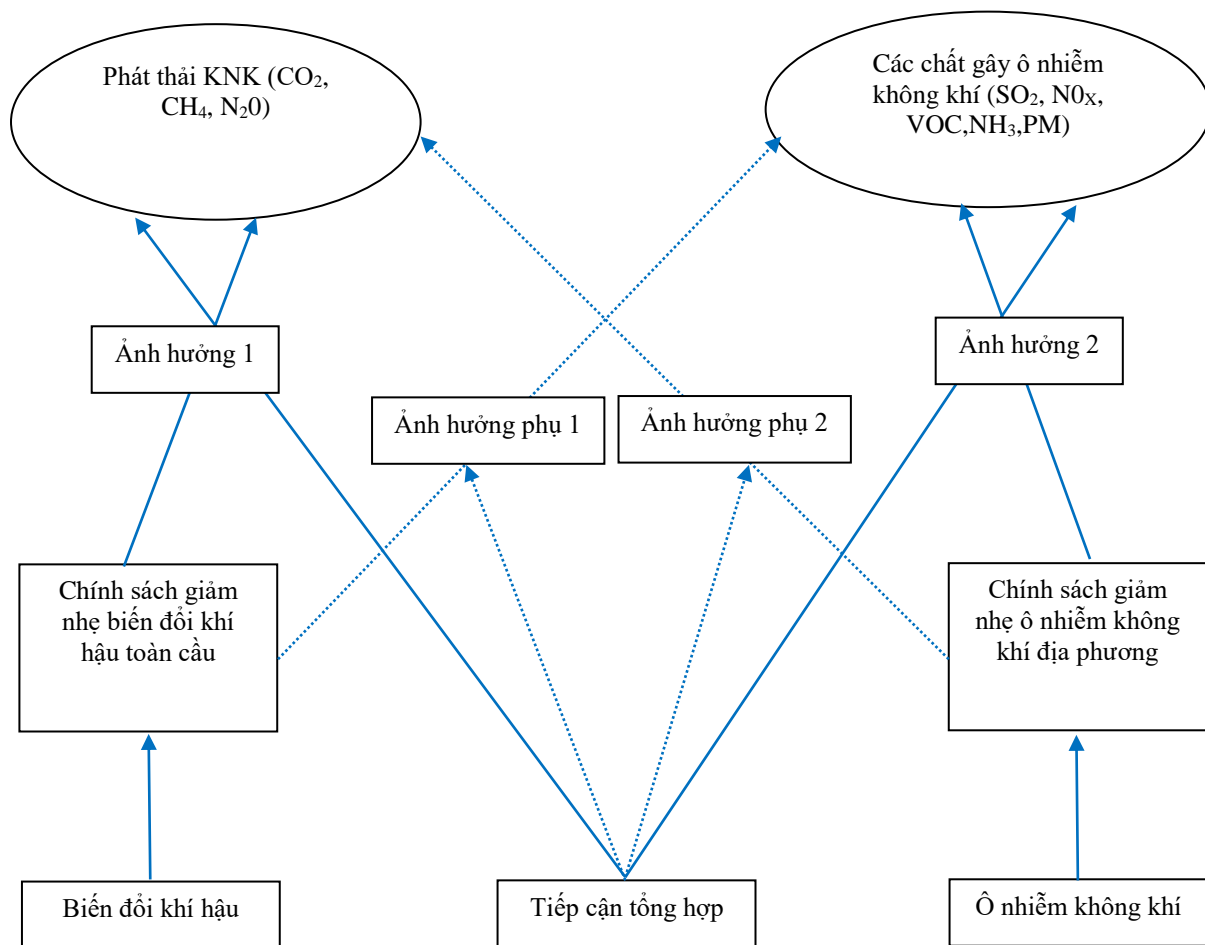 Phát thải KNK (CO₂,
CH₄, N₂0)
Các chất gây ô nhiễm
không khí (SO₂, N0ₓ,
VOC,NH₃,PM)
Ảnh hưởng 1
Ảnh hưởng 2
Ảnh hưởng phụ 1
Ảnh hưởng phụ 2
Chính sách giảm
nhẹ biến đổi khí
hậu toàn cầu
Chính sách giảm
nhẹ ô nhiễm không
khí địa phương
Biến đổi khí hậu
Tiếp cận tổng hợp
Ô nhiễm không khí